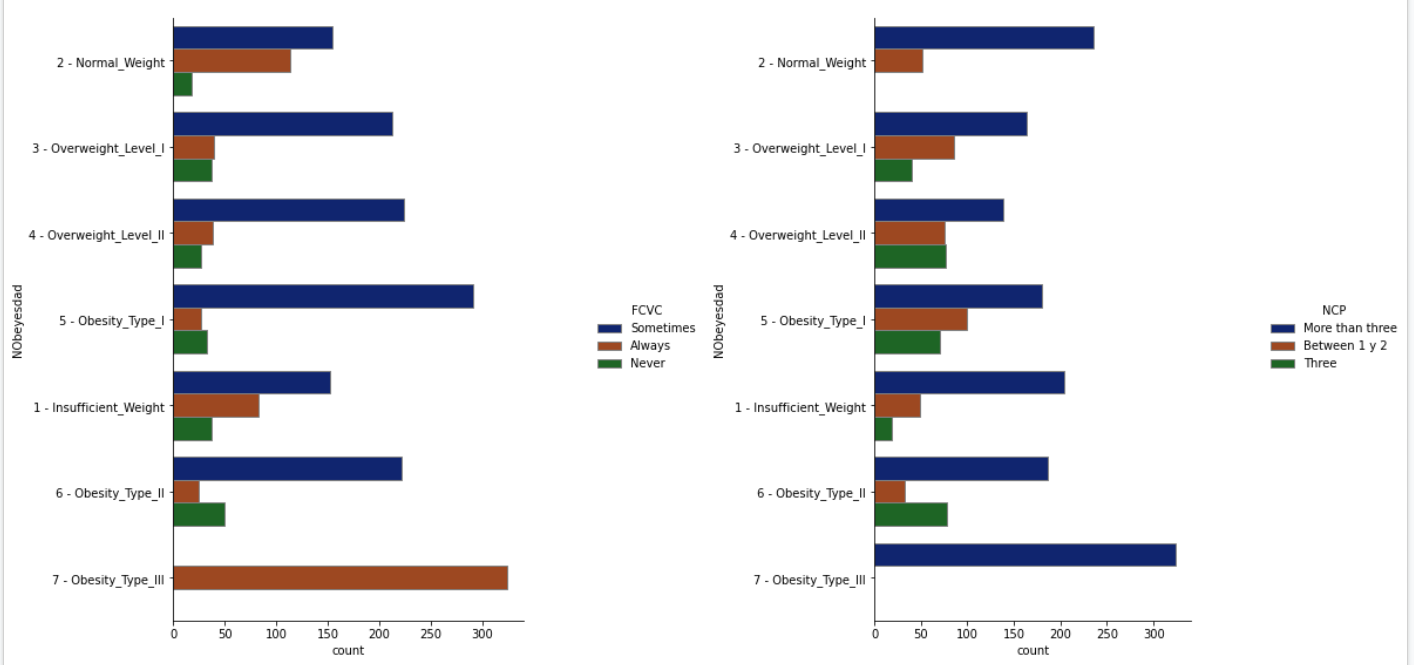 NObeyesdad
2 - Normal_Weight
3 - Overweight_Level_I
4 - Overweight_Level_II
5 - Obesity_Type_I
1 - Insufficient_Weight
6 - Obesity_Type_II
7 - Obesity_Type_III
0 50 100 150 200 250 300
count
FCVC
Sometimes
Always
Never
NObeyesdad
2 - Normal_Weight
3 - Overweight_Level_I
4 - Overweight_Level_II
5 - Obesity_Type_I
1 - Insufficient_Weight
6 - Obesity_Type_II
7 - Obesity_Type_III
0 50 100 150 200 250 300
count
NCP
More than three
Between 1 y 2
Three